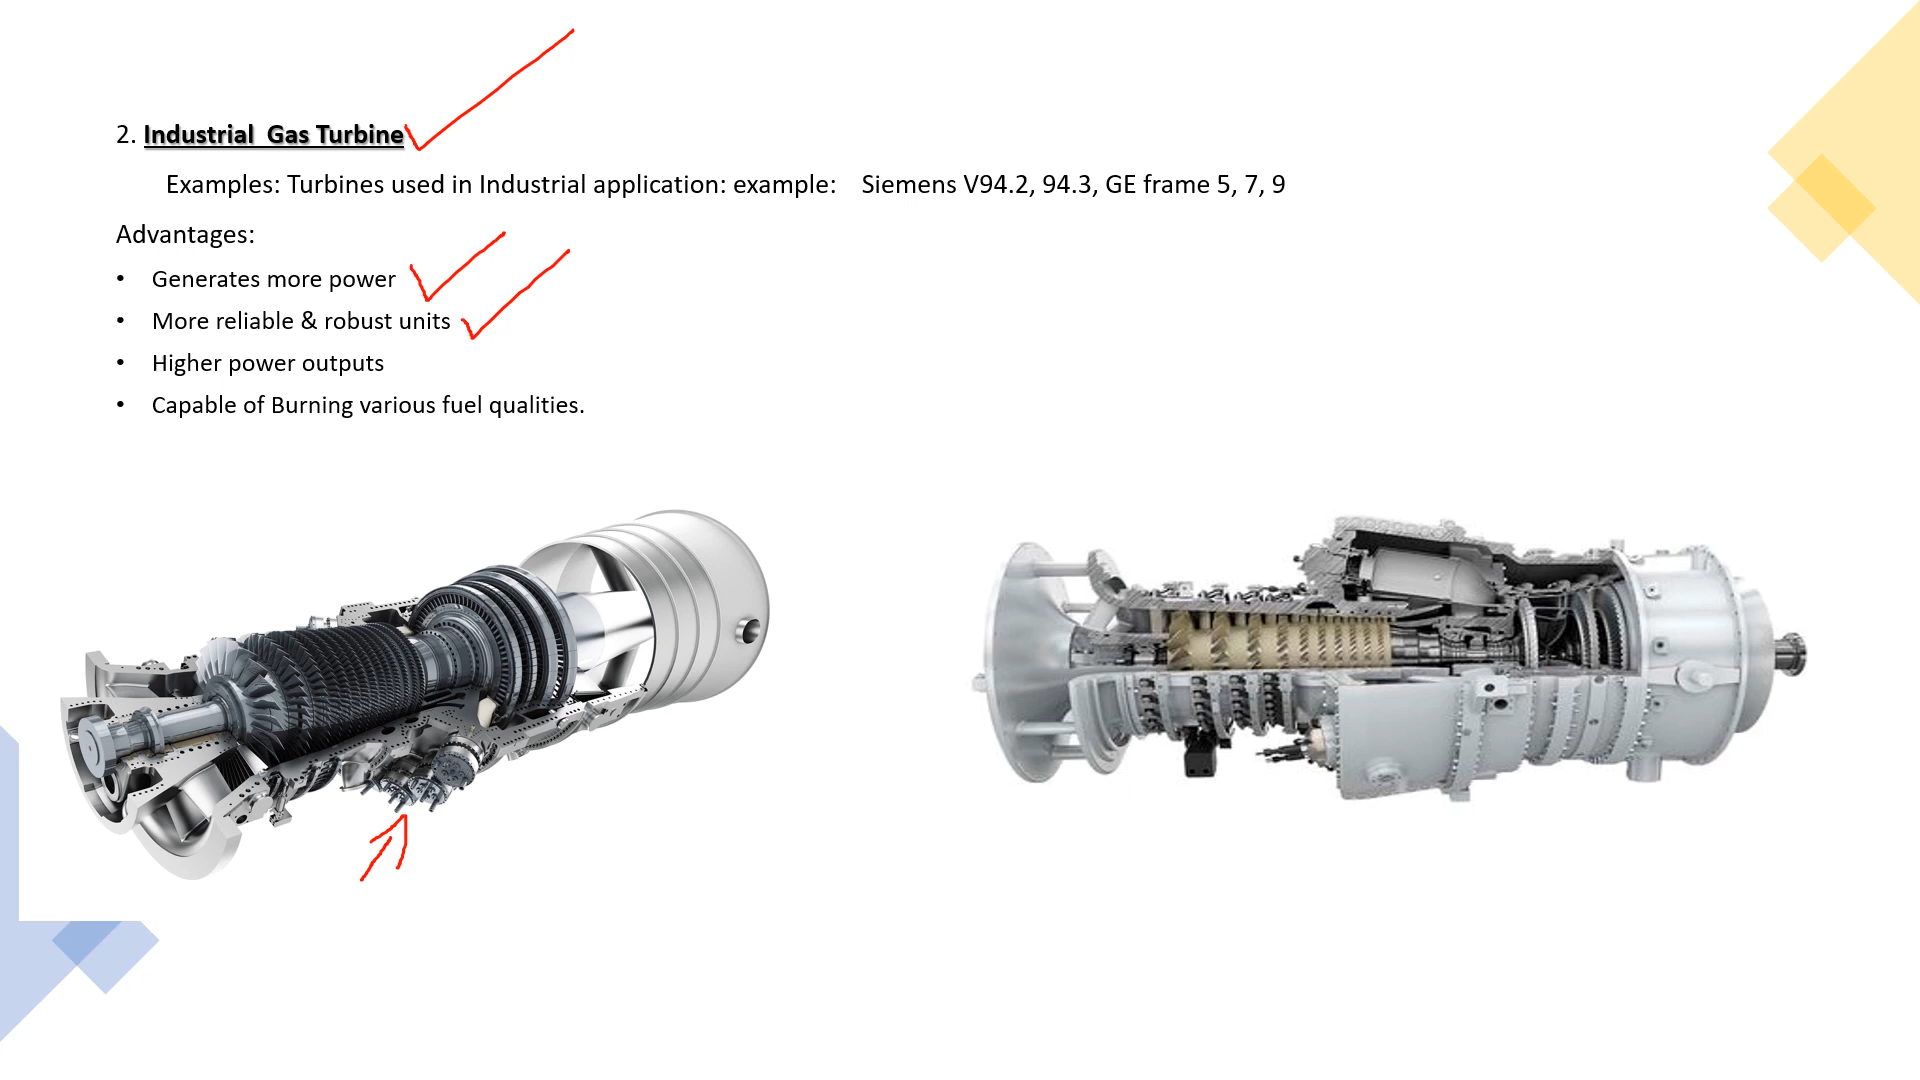 2. Industrial Gas Turbine
Examples: Turbines used in Industrial application: example: Siemens V94.2, 94.3, GE frame 5, 7, 9
Advantages:
• Generates more power
• More reliable & robust units
• Higher power outputs
• Capable of Burning various fuel qualities.